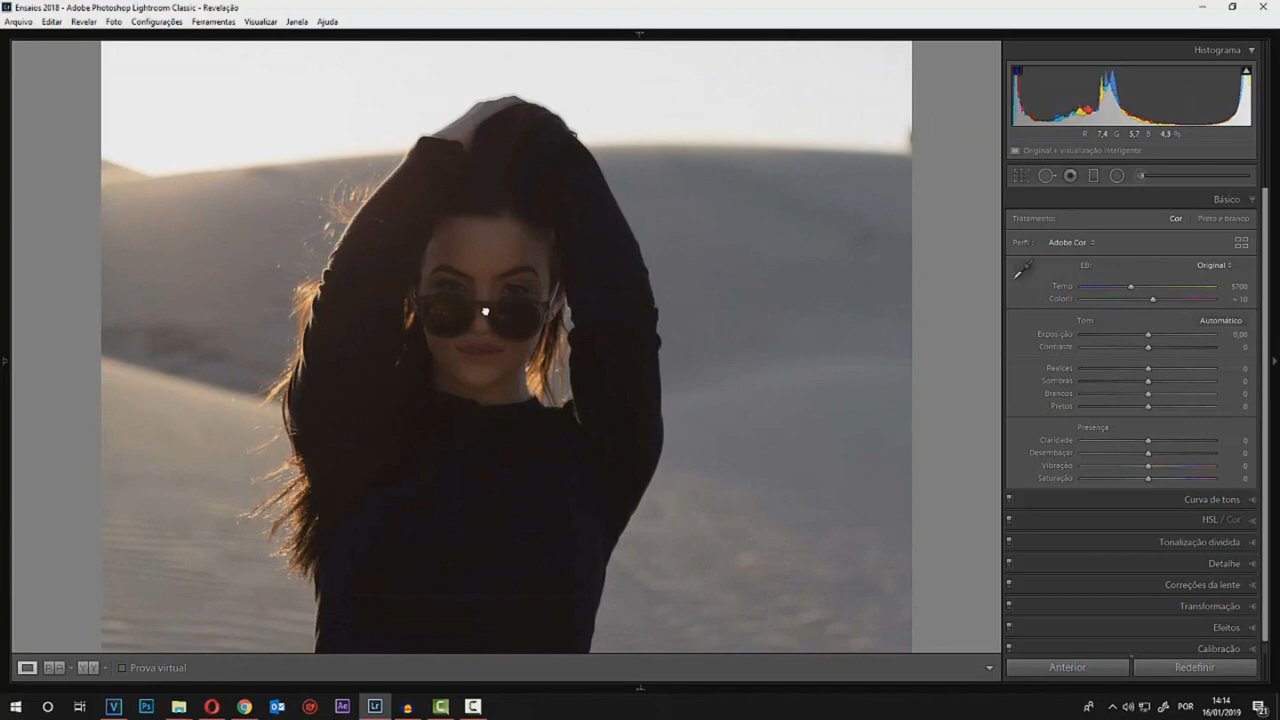 Ensaios 2018 - Adobe Photoshop Lightroom Classic - Revelação
Arquivo Editar Revelar Foto Configurações Ferramentas Visualizar Janela Ajuda
Histograma
R 7,4 G 5,7 B 4,3 %
Original + visualização inteligente
Básico
Tratamento: Cor Preto e branco
Perfil: Adobe Cor
EB: Original
Temp 5700
Colorir - 10
Tom Automático
Exposição 0,00
Contraste 0
Realces 0
Sombras 0
Brancos 0
Pretos 0
Presença
Claridade 0
Desembaçar 0
Vibração 0
Saturação 0
Curva de tons
HSL / Cor
Tonalização dividida
Detalhe
Correções da lente
Transformação
Efeitos
Calibração
Prova virtual
Anterior Redefinir
V Ps Ae Lr C C
POR
14:14
16/01/2019
21